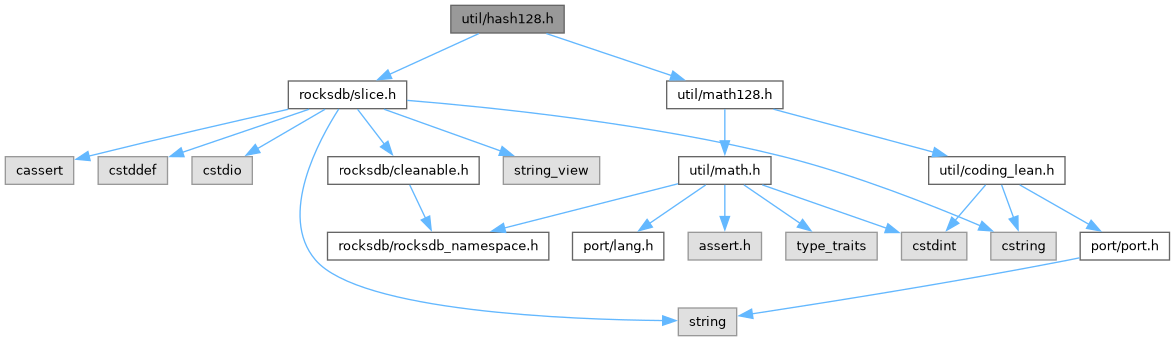 util/hash128.h
rocksdb/slice.h
util/math128.h
cassert
cstddef
cstdio
rocksdb/cleanable.h
string_view
util/math.h
util/coding_lean.h
rocksdb/rocksdb_namespace.h
port/lang.h
assert.h
type_traits
cstdint
cstring
port/port.h
string